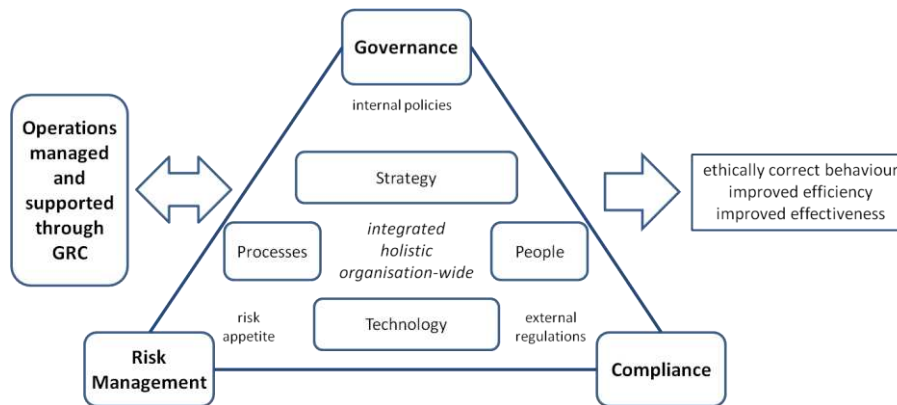 Governance
internal policies
Operations
managed
and
supported
through
GRC
Strategy
ethically correct behaviour
improved efficiency
improved effectiveness
Processes
integrated
holistic
organisation-wide
People
risk
appetite
Technology
external
regulations
Risk
Management
Compliance